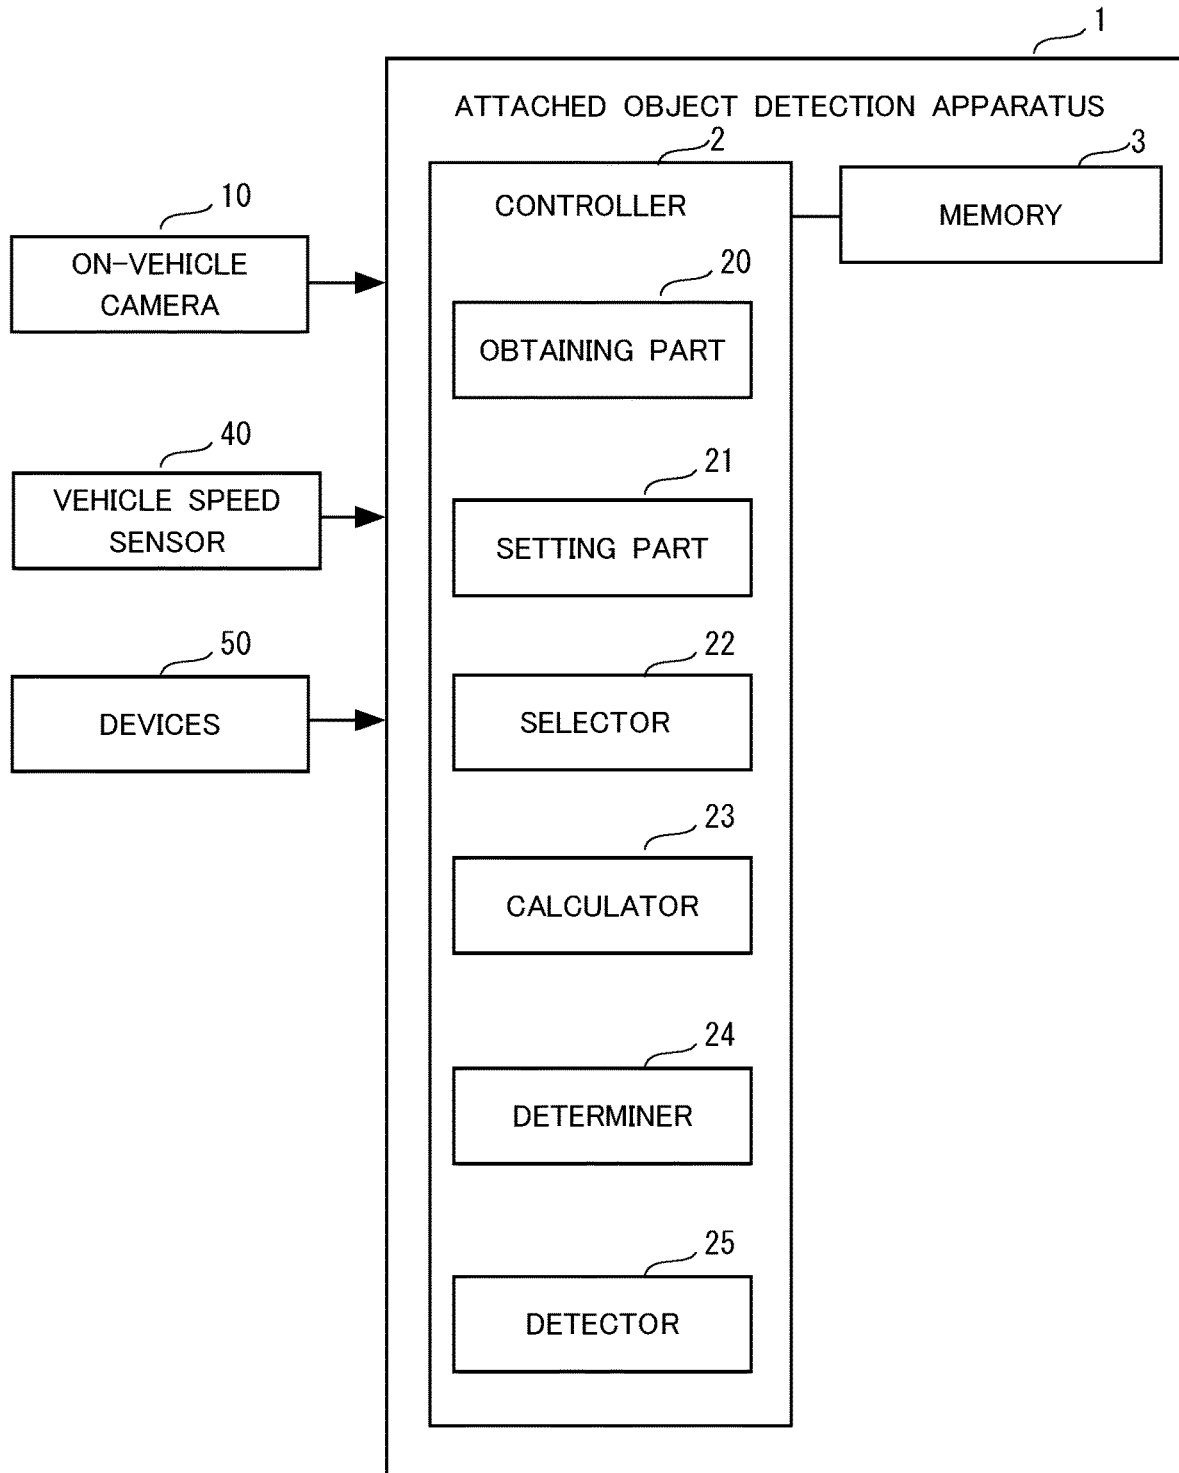 1
ATTACHED OBJECT DETECTION APPARATUS
2
CONTROLLER
3
MEMORY
10
ON-VEHICLE
CAMERA
20
OBTAINING PART
40
VEHICLE SPEED
SENSOR
21
SETTING PART
50
DEVICES
22
SELECTOR
23
CALCULATOR
24
DETERMINER
25
DETECTOR